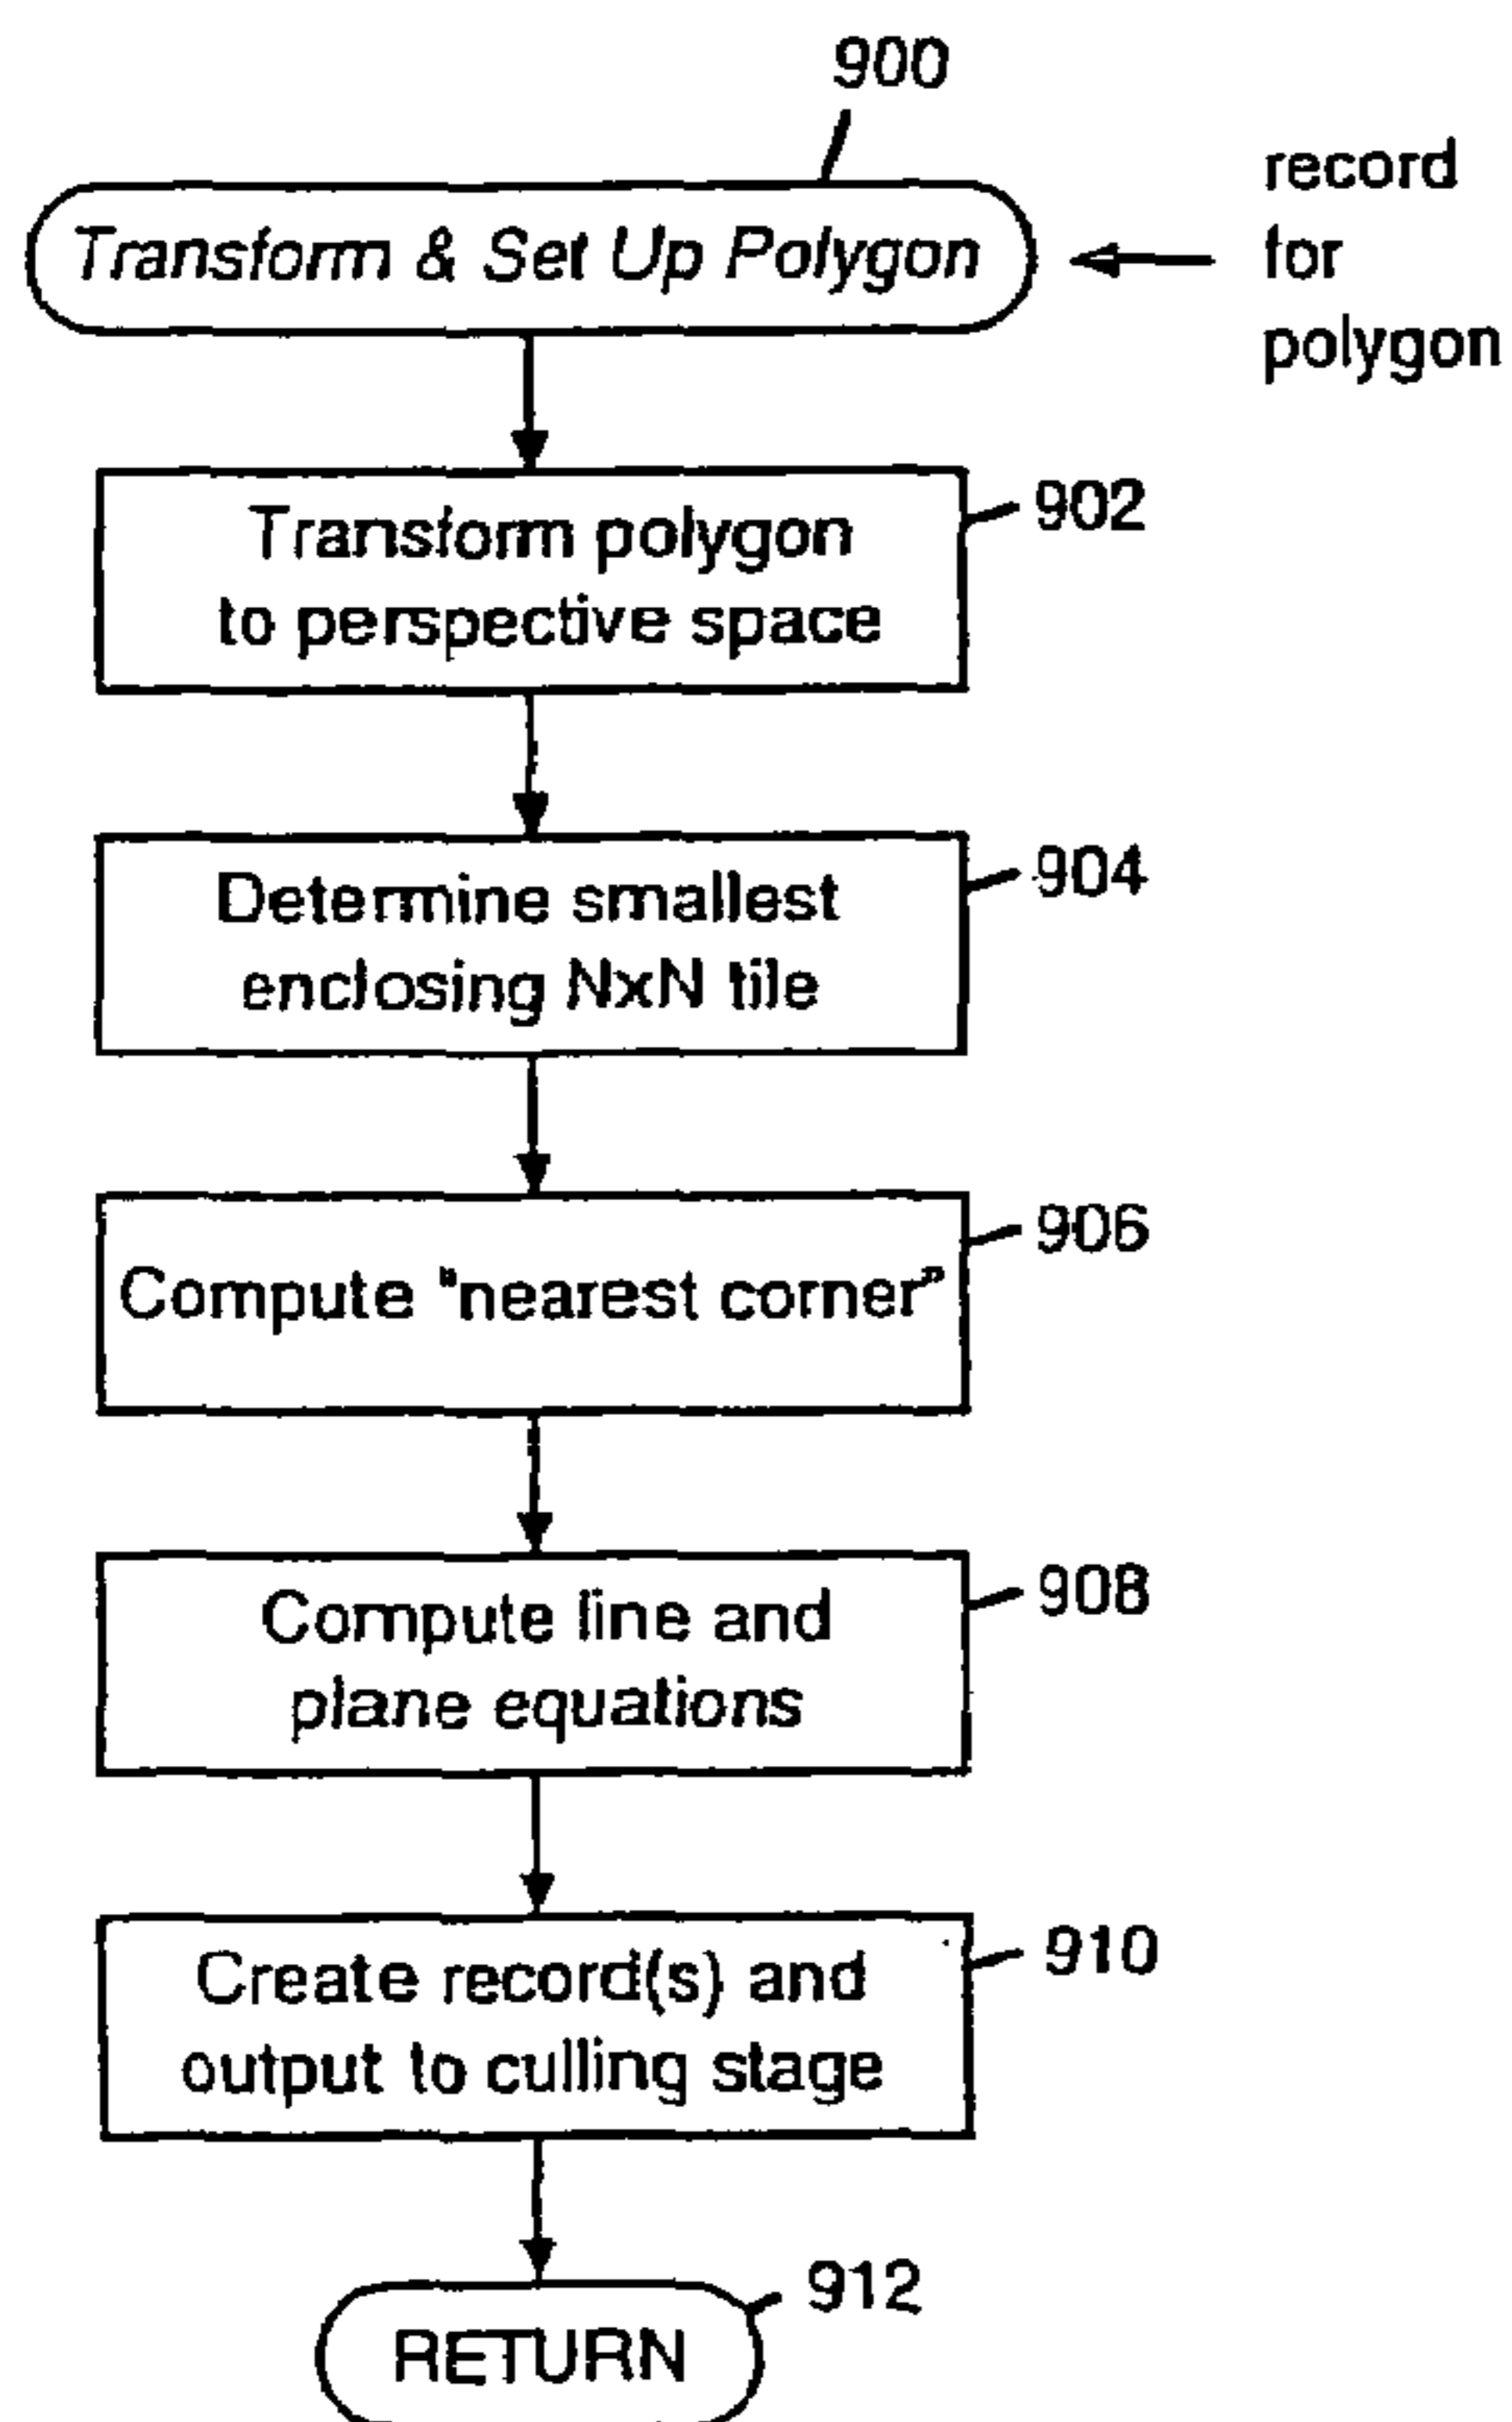 900
Transform & Set Up Polygon
record
for
polygon
902
Transform polygon
to perspective space
904
Determine smallest
enclosing NxN tile
906
Compute "nearest corner"
908
Compute line and
plane equations
910
Create record(s) and
output to culling stage
912
RETURN